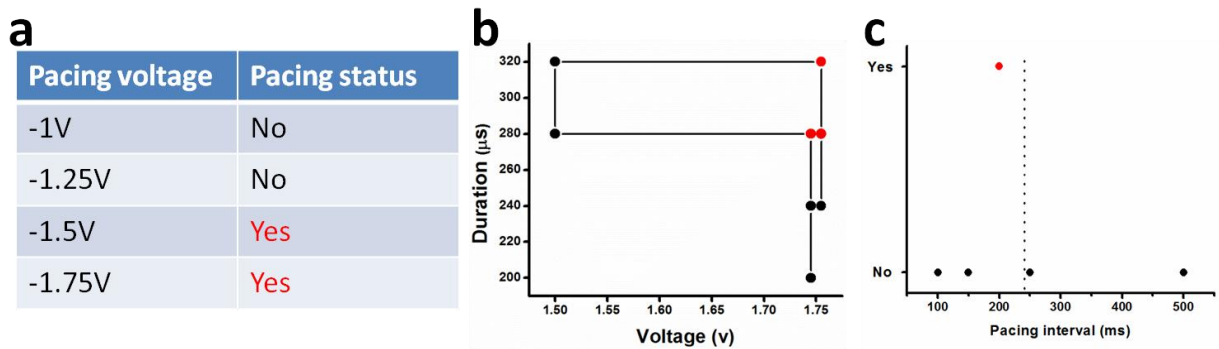 a
Pacing voltage Pacing status
-1V No
-1.25V No
-1.5V Yes
-1.75V Yes
b
320
300
280
260
240
220
200
Duration (μs)
1.50 1.55 1.60 1.65 1.70 1.75
Voltage (v)
c
Yes
No
100 200 300 400 500
Pacing interval (ms)